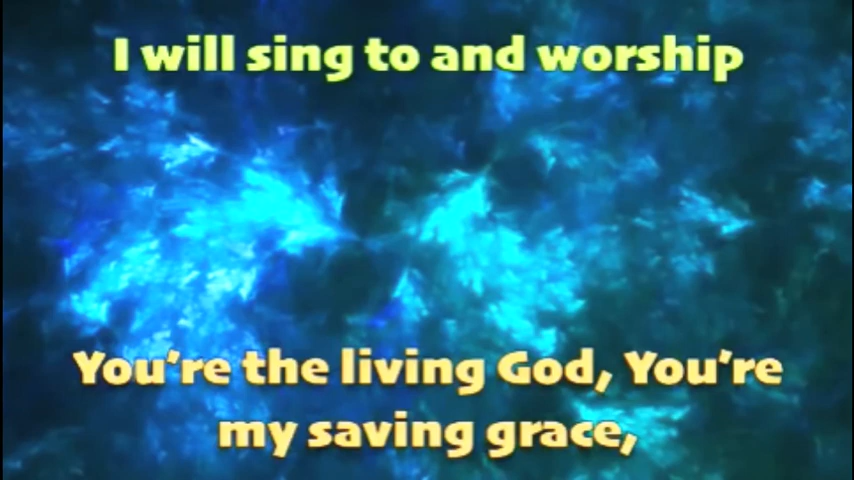 I will sing to and worship
You're the living God, You're
my saving grace,